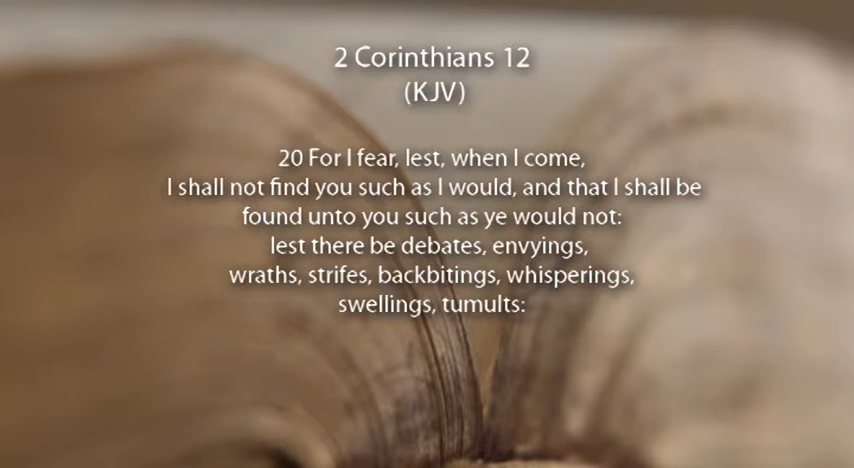 2 Corinthians 12
(KJV)
20 For I fear, lest, when I come,
I shall not find you such as I would, and that I shall be
found unto you such as ye would not:
lest there be debates, envyings,
wraths, strifes, backbitings, whisperings,
swellings, tumults: